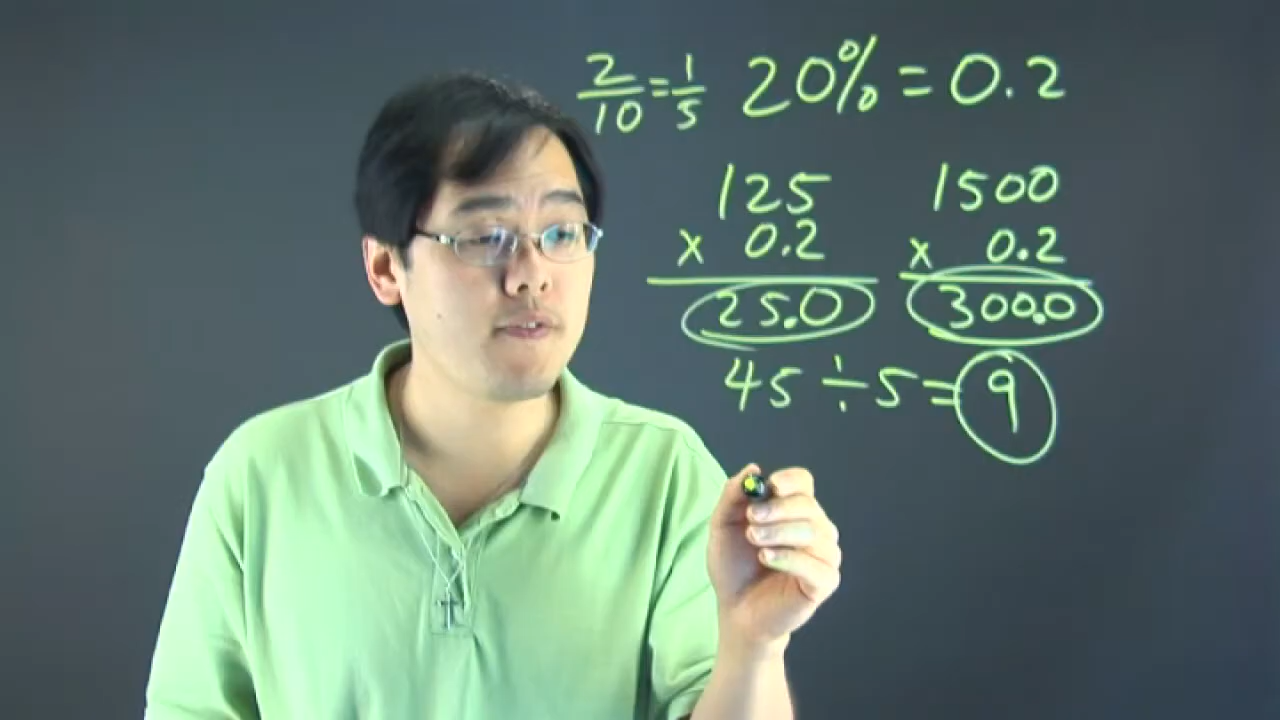 2/10 = 1/5 20% = 0.2
125 1500
x 0.2 x 0.2
25.0 300.0
45 ÷ 5 = 9